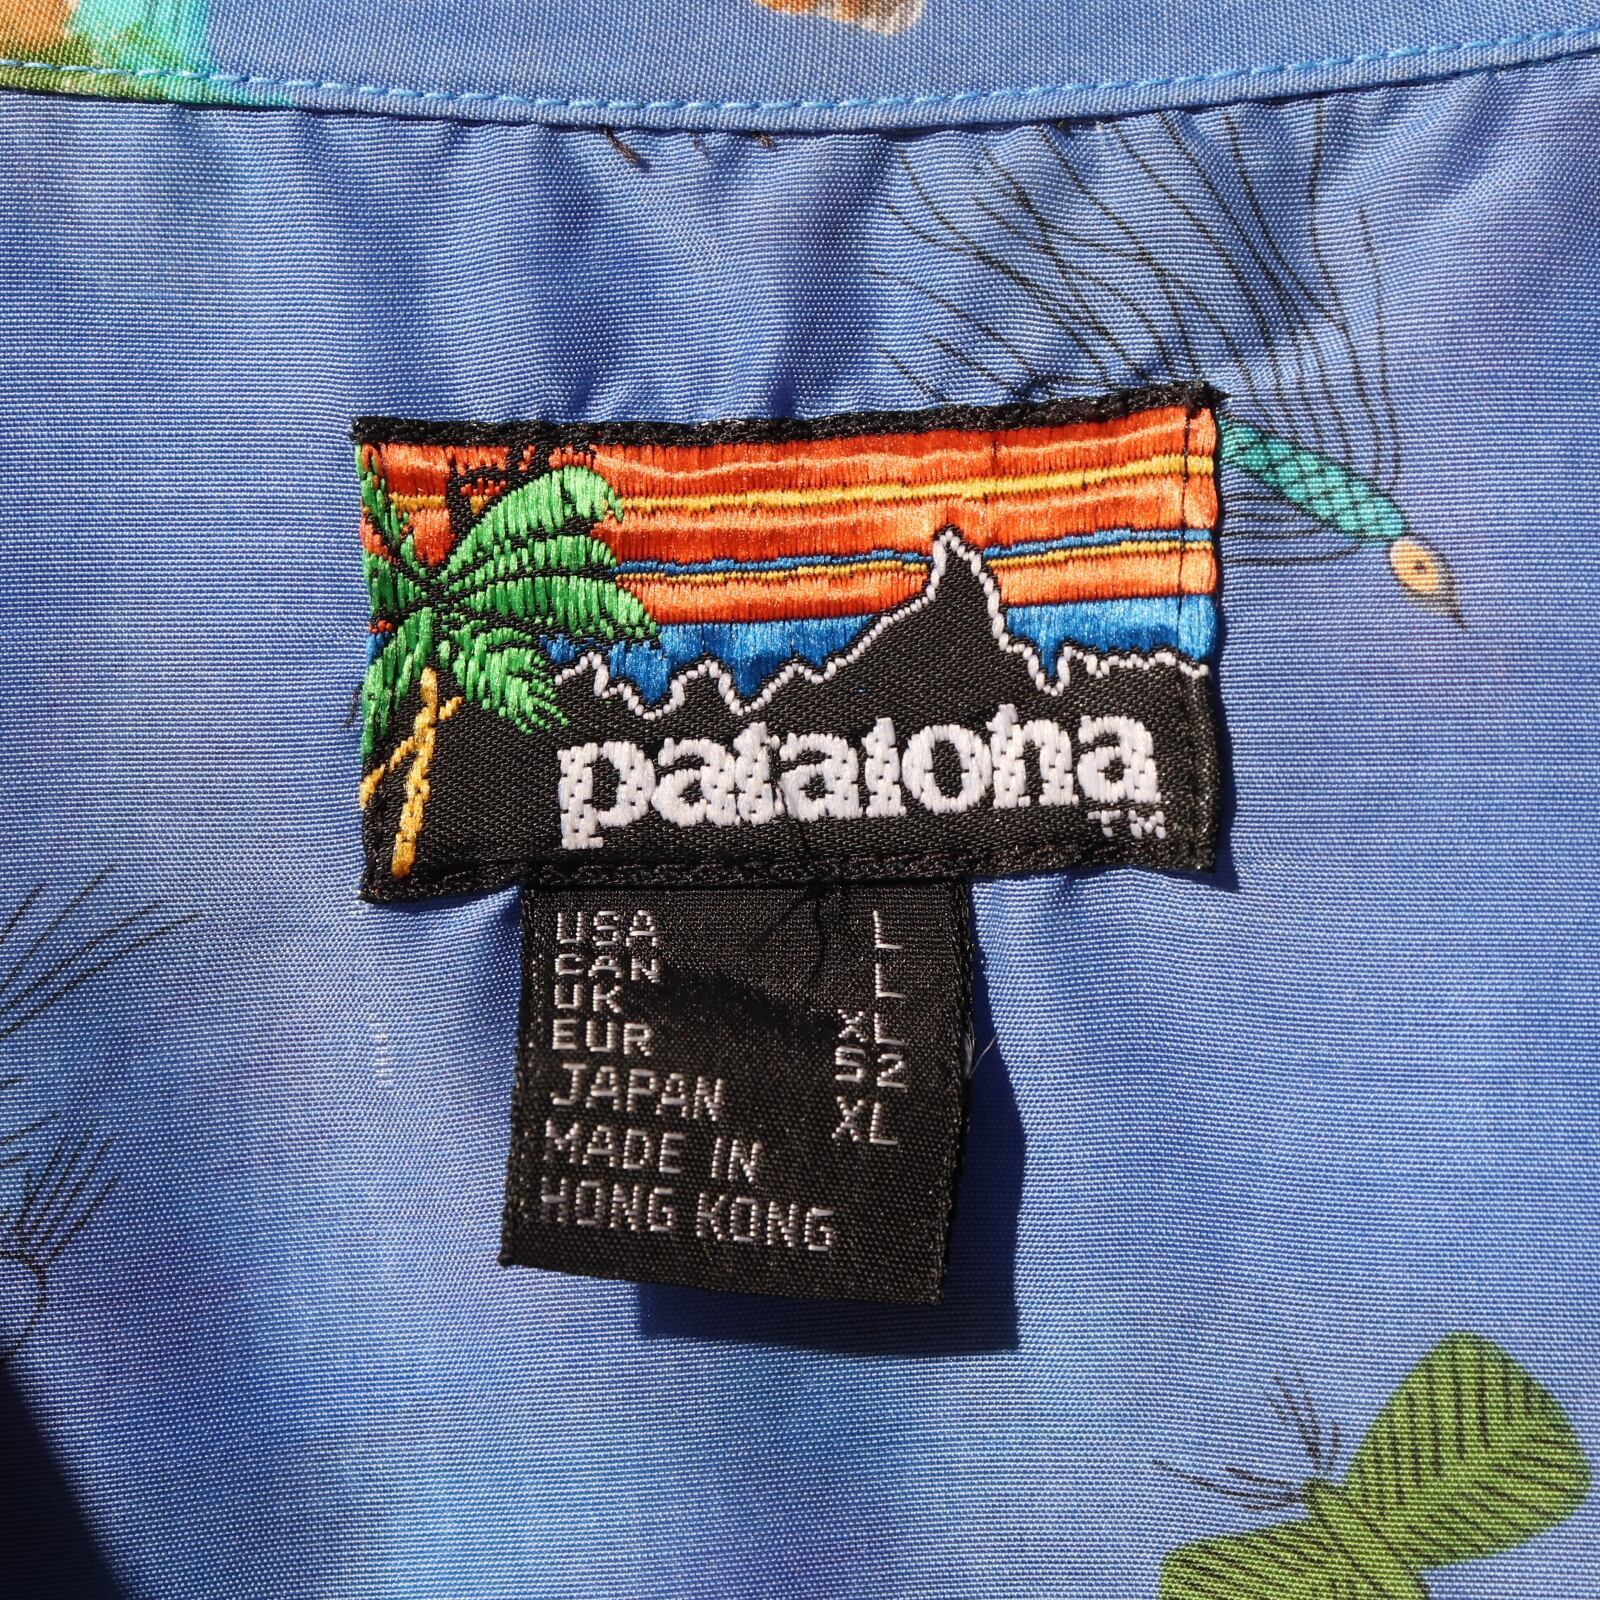 pataloha
TM
USA L
CAN L
UK XL
EUR 52
JAPAN XL
MADE IN
HONG KONG